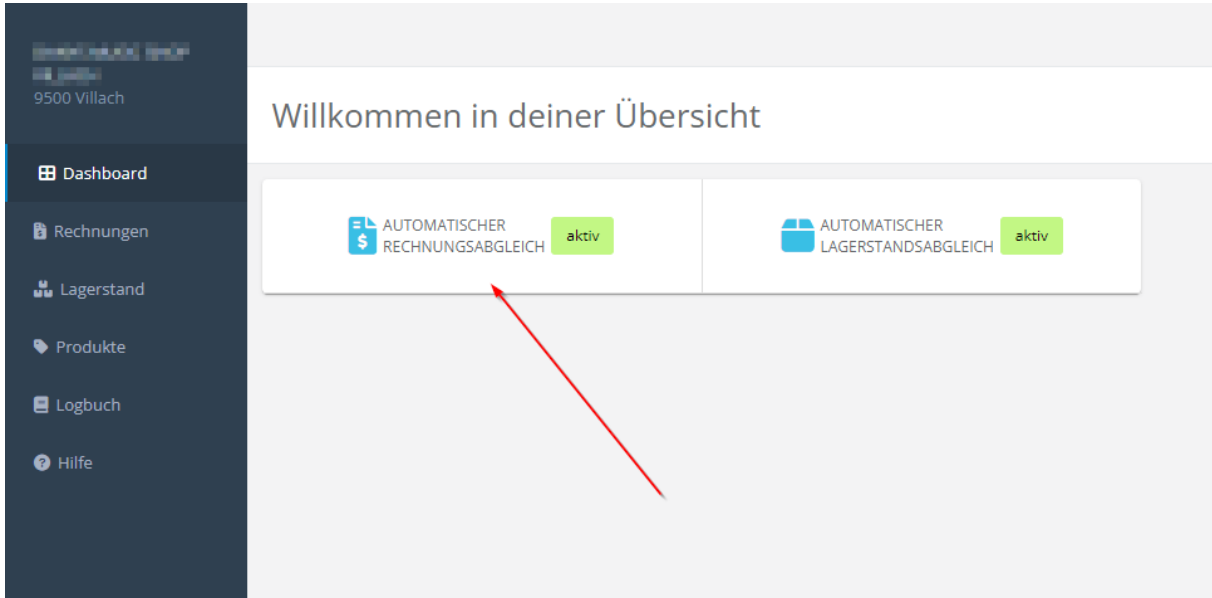 9500 Villach
Willkommen in deiner Übersicht
Dashboard
Rechnungen
Lagerstand
Produkte
Logbuch
Hilfe
AUTOMATISCHER
RECHNUNGSABGLEICH
aktiv
AUTOMATISCHER
LAGERSTANDSABGLEICH
aktiv